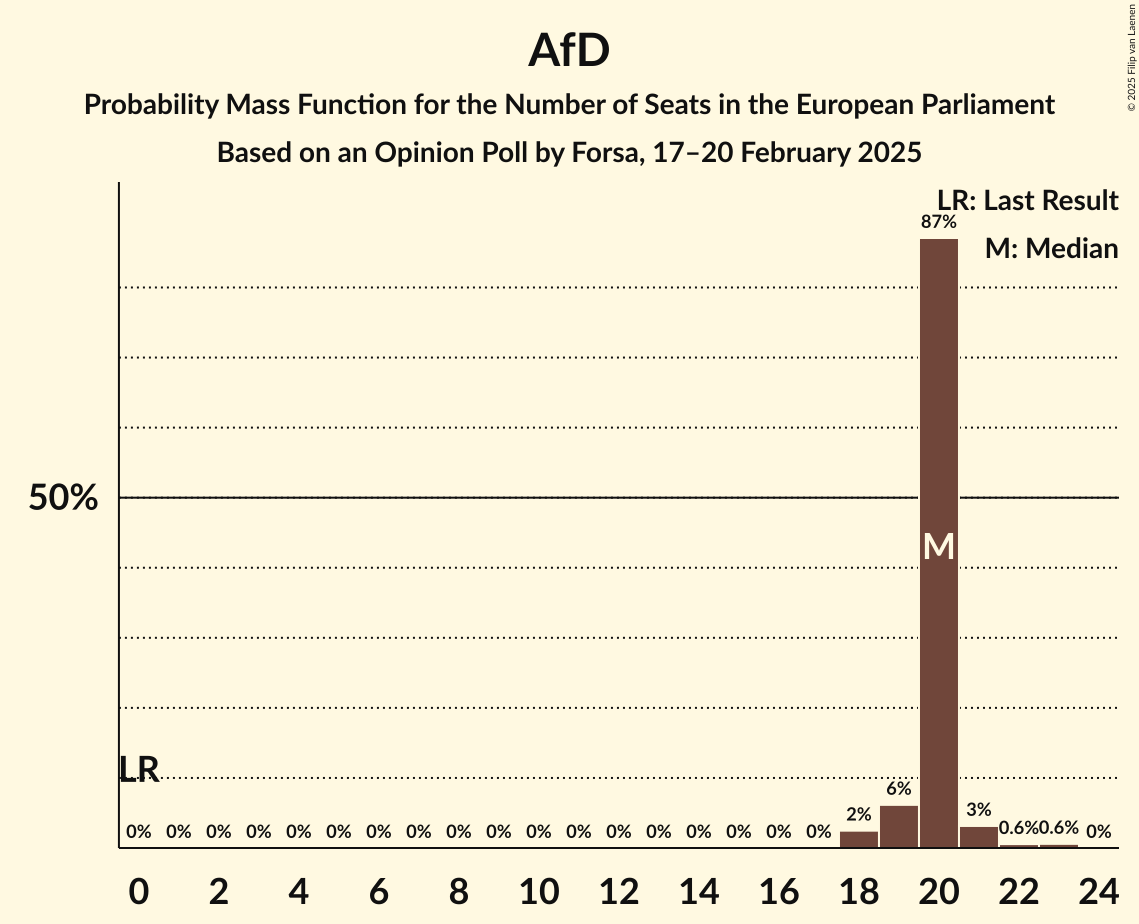 AfD
Probability Mass Function for the Number of Seats in the European Parliament
Based on an Opinion Poll by Forsa, 17–20 February 2025
© 2025 Filip van Laenen
LR: Last Result
M: Median
87%
50%
M
LR
0% 0% 0% 0% 0% 0% 0% 0% 0% 0% 0% 0% 0% 0% 0% 0% 0% 0% 2% 6% 3% 0.6% 0.6% 0%
0 2 4 6 8 10 12 14 16 18 20 22 24